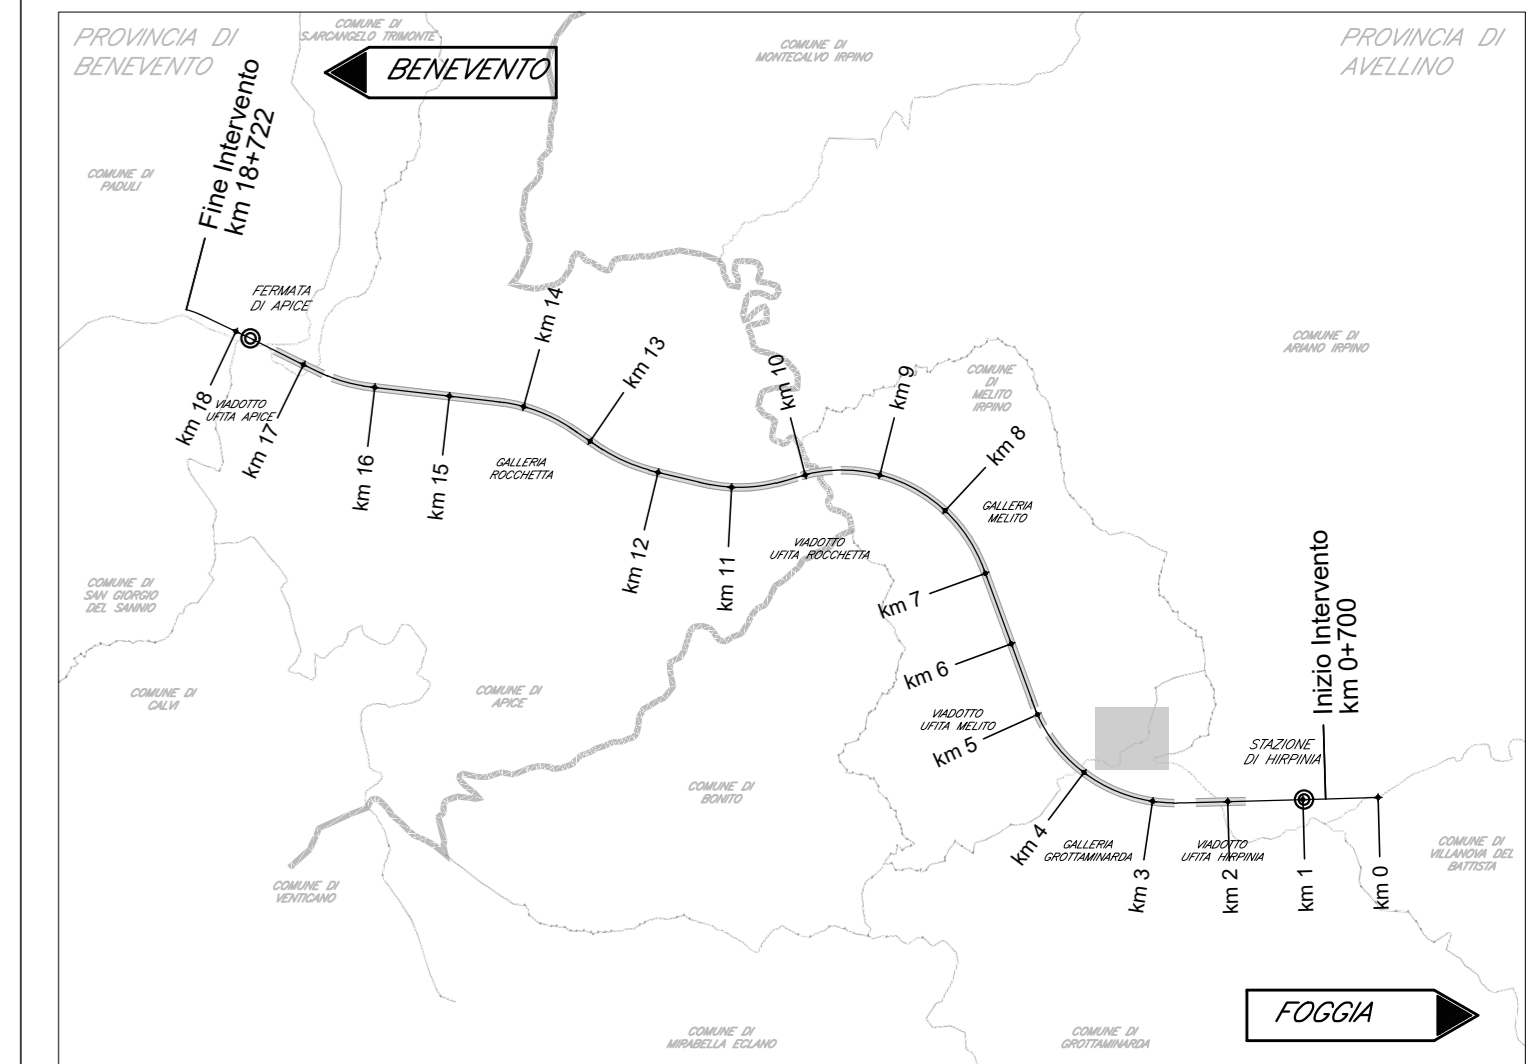 PROVINCIA DI
BENEVENTO
COMUNE DI
S.ARCANGELO TRIMONTE
BENEVENTO
COMUNE DI
MONTECALVO IRPINO
PROVINCIA DI
AVELLINO
COMUNE DI
PADULI
Fine Intervento
km 18+722
FERMATA
DI APICE
km 14
km 13
km 10
km 9
COMUNE
DI
MELITO
IRPINO
COMUNE DI
ARIANO IRPINO
km 18
VIADOTTO
UFITA APICE
km 17
km 16
km 15
GALLERIA
ROCCHETTA
km 12
km 11
VIADOTTO
UFITA ROCCHETTA
km 8
GALLERIA
MELITO
km 7
km 6
COMUNE DI
SAN GIORGIO
DEL SANNIO
COMUNE DI
CALVI
COMUNE DI
APICE
VIADOTTO
UFITA MELITO
km 5
Inizio Intervento
km 0+700
STAZIONE
DI HIRPINIA
COMUNE DI
BONITO
km 4
GALLERIA
GROTTAMINARDA
km 3
VIADOTTO
UFITA HIRPINIA
km 2
km 1
km 0
COMUNE DI
VILLANOVA DEL
BATTISTA
COMUNE DI
VENTICANO
FOGGIA
COMUNE DI
MIRABELLA ECLANO
COMUNE DI
GROTTAMINARDA